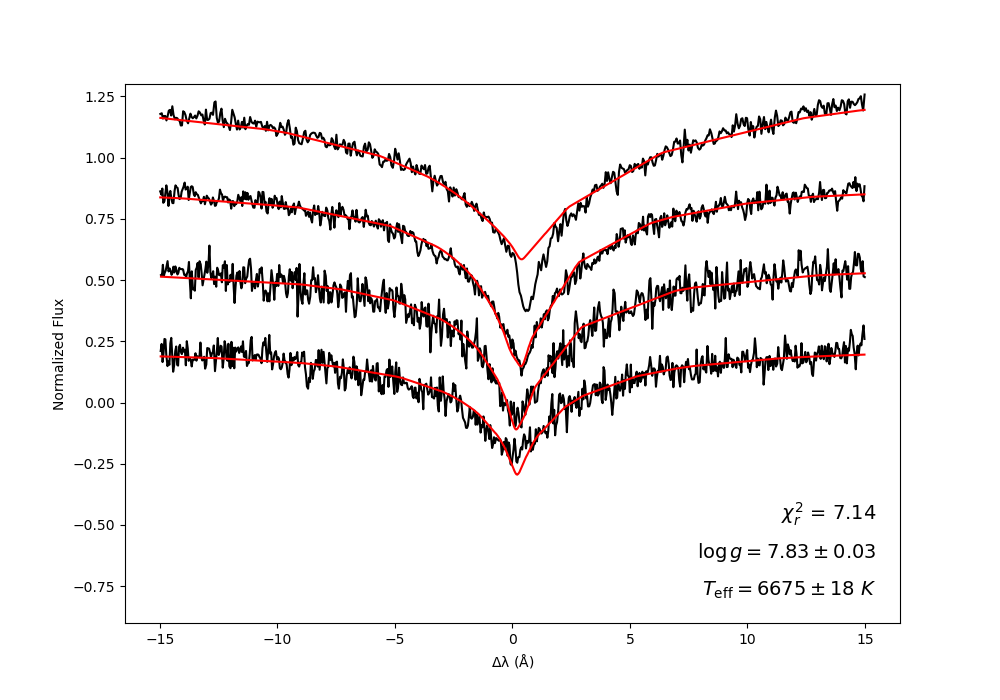 1.25
1.00
0.75
0.50
0.25
0.00
−0.25
−0.50
−0.75
Normalized Flux
χ²ᵣ = 7.14
log g = 7.83 ± 0.03
T_eff = 6675 ± 18 K
−15 −10 −5 0 5 10 15
Δλ (Å)